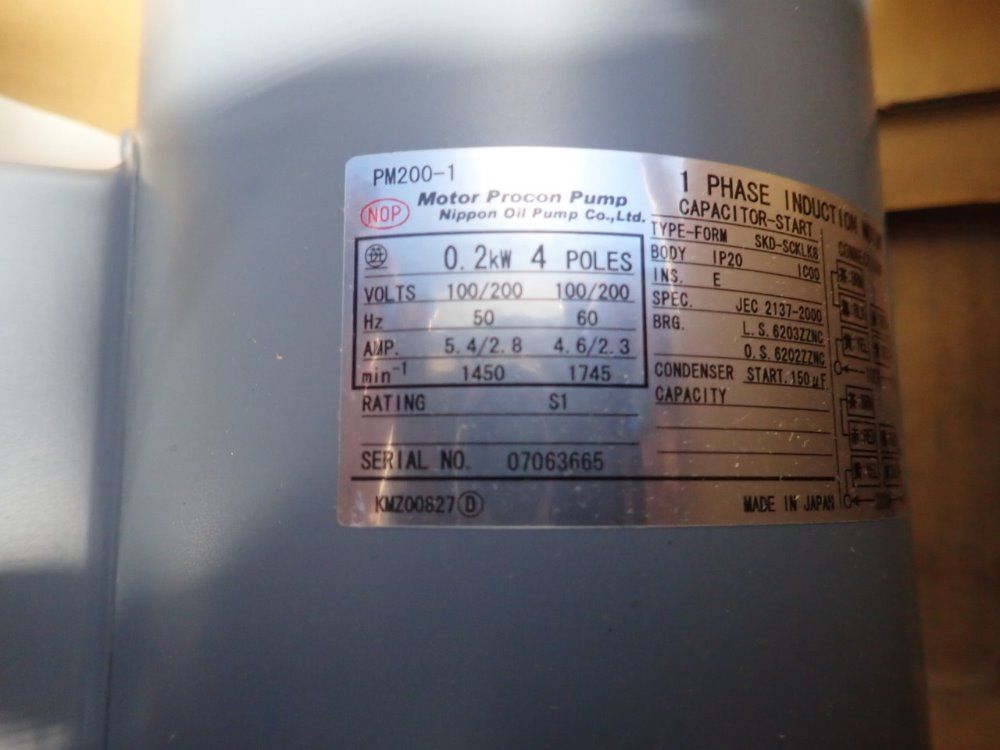 PM200-1
NOP
Motor Procon Pump
Nippon Oil Pump Co.,Ltd.
0.2kW 4 POLES
VOLTS 100/200 100/200
Hz 50 60
AMP. 5.4/2.8 4.6/2.3
min-1 1450 1745
RATING S1
SERIAL NO. 07063665
KMZ00827 D
1 PHASE INDUCTION
CAPACITOR-START
TYPE-FORM SKD-SCKLK8
BODY IP20 IC00
INS. E
SPEC. JEC 2137-2000
BRG. L.S.6203ZZNC
O.S.6202ZZNC
CONDENSER START.150μF
CAPACITY
MADE IN JAPAN